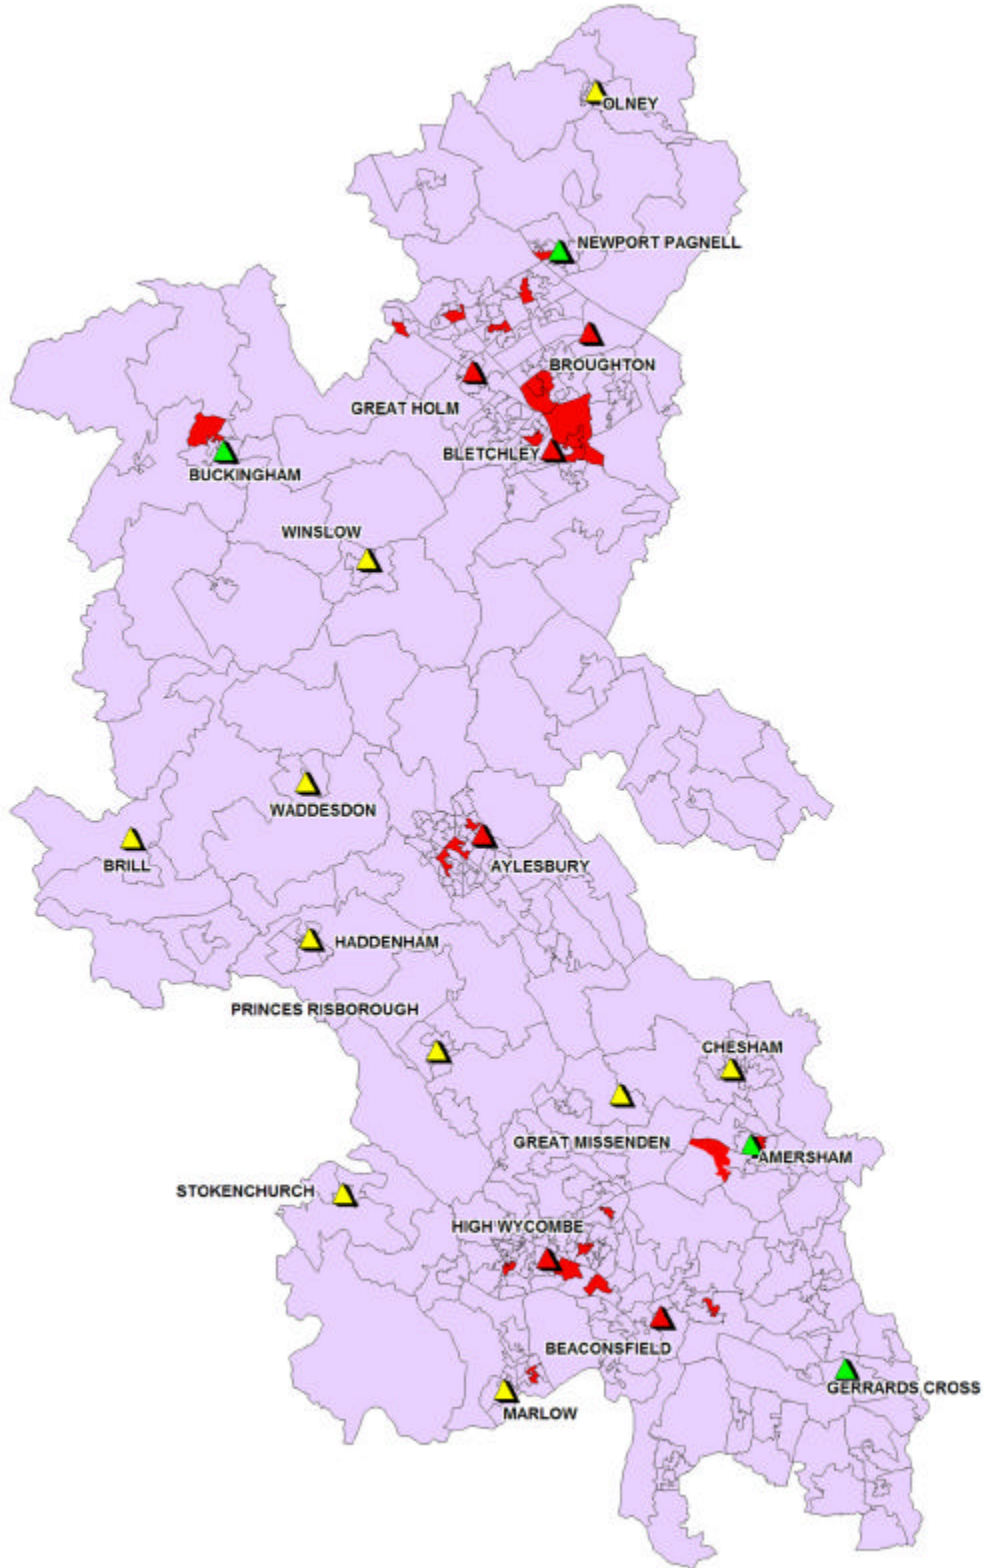 OLNEY
NEWPORT PAGNELL
BROUGHTON
GREAT HOLM
BLETCHLEY
BUCKINGHAM
WINSLOW
WADDESDON
BRILL
AYLESBURY
HADDENHAM
PRINCES RISBOROUGH
CHESHAM
GREAT MISSENDEN
AMERSHAM
STOKENCHURCH
HIGH WYCOMBE
BEACONSFIELD
GERRARDS CROSS
MARLOW